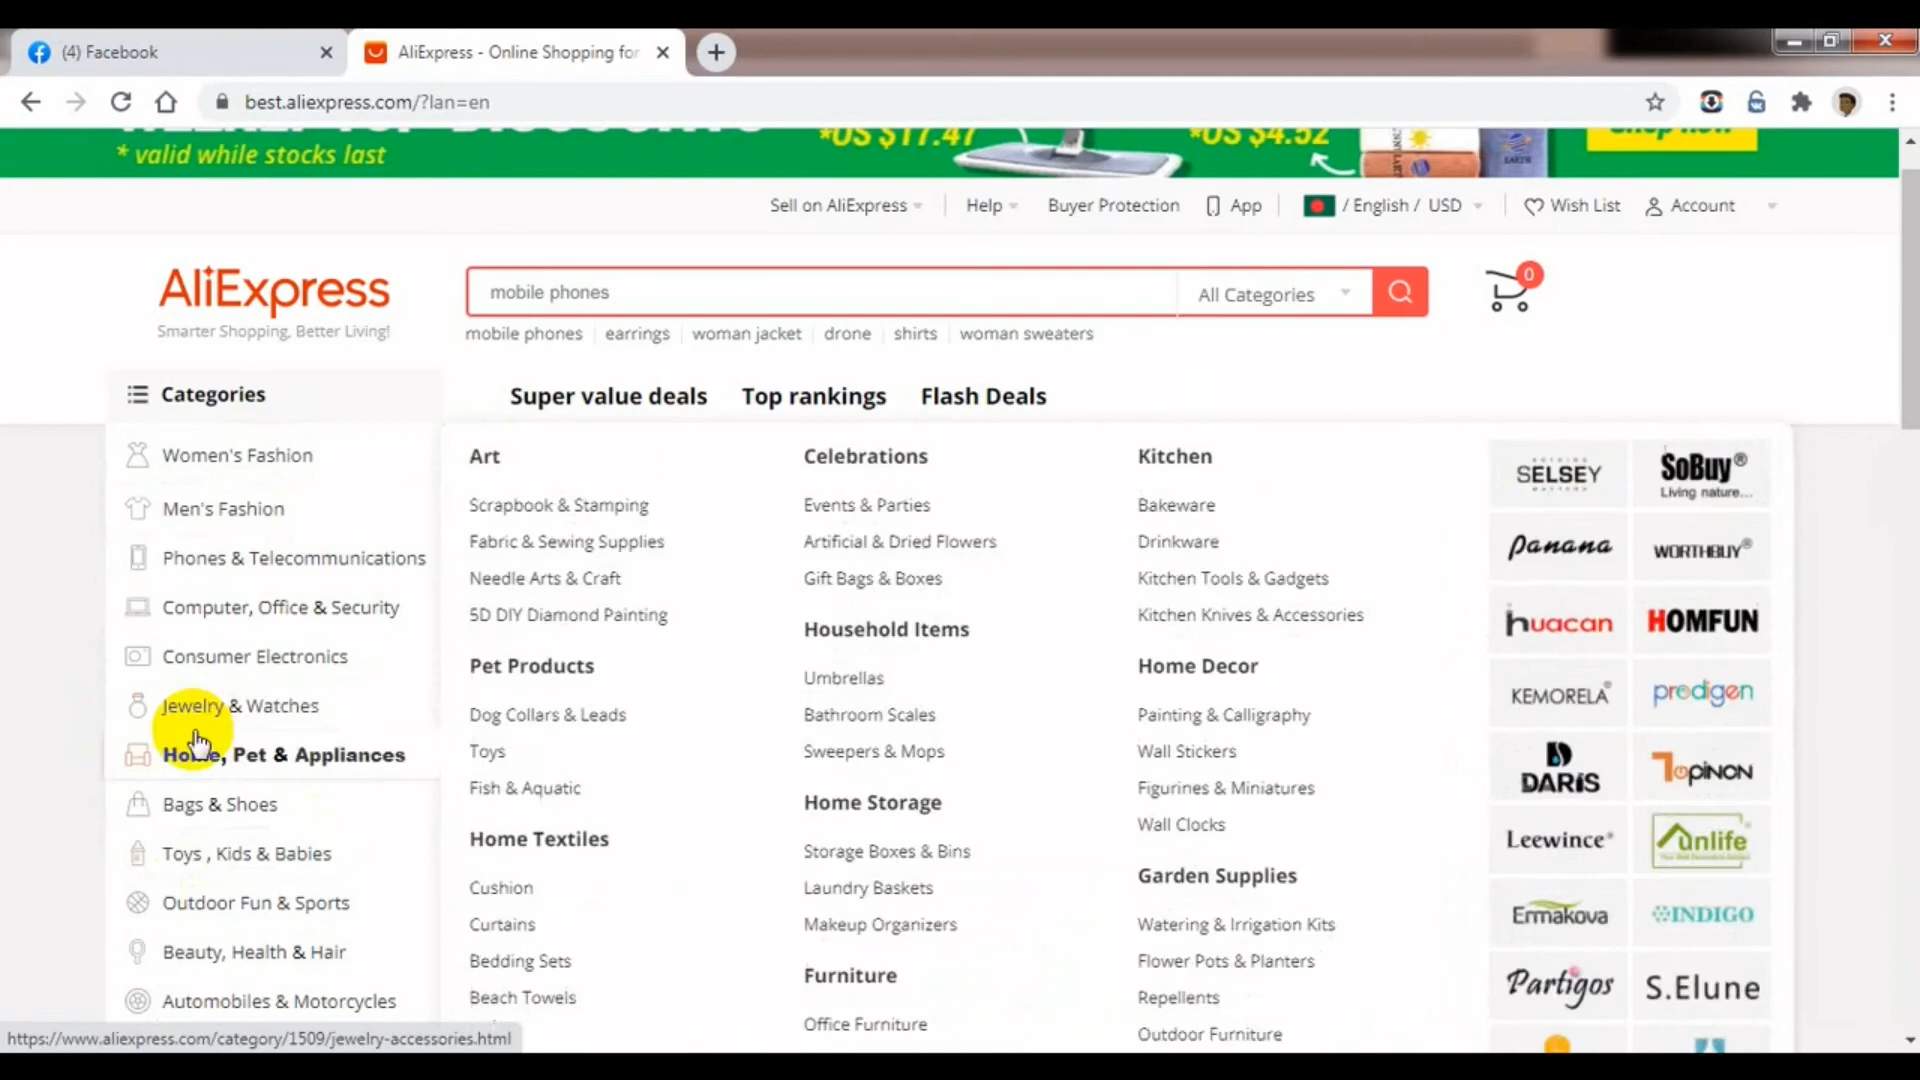 (4) Facebook
AliExpress - Online Shopping for
best.aliexpress.com/?lan=en
*US $17.47
*US $4.52
Shop now
* valid while stocks last
EARTH
Sell on AliExpress
Help
Buyer Protection
App
/ English / USD
Wish List
Account
AliExpress
Smarter Shopping, Better Living!
mobile phones
All Categories
0
mobile phones
earrings
woman jacket
drone
shirts
woman sweaters
Categories
Super value deals
Top rankings
Flash Deals
Women's Fashion
Men's Fashion
Phones & Telecommunications
Computer, Office & Security
Consumer Electronics
Jewelry & Watches
Home, Pet & Appliances
Bags & Shoes
Toys , Kids & Babies
Outdoor Fun & Sports
Beauty, Health & Hair
Automobiles & Motorcycles
Art
Scrapbook & Stamping
Fabric & Sewing Supplies
Needle Arts & Craft
5D DIY Diamond Painting
Pet Products
Dog Collars & Leads
Toys
Fish & Aquatic
Home Textiles
Cushion
Curtains
Bedding Sets
Beach Towels
Celebrations
Events & Parties
Artificial & Dried Flowers
Gift Bags & Boxes
Household Items
Umbrellas
Bathroom Scales
Sweepers & Mops
Home Storage
Storage Boxes & Bins
Laundry Baskets
Makeup Organizers
Furniture
Office Furniture
Kitchen
Bakeware
Drinkware
Kitchen Tools & Gadgets
Kitchen Knives & Accessories
Home Decor
Painting & Calligraphy
Wall Stickers
Figurines & Miniatures
Wall Clocks
Garden Supplies
Watering & Irrigation Kits
Flower Pots & Planters
Repellents
Outdoor Furniture
SELSEY
SoBuy®
Living nature...
Panana
WORTHBUY®
huacan
HOMFUN
KEMORELA®
prodigen
DARIS
TOPINON
Leewince®
Unlife
Ermakova
INDIGO
Partigos
S.Elune
https://www.aliexpress.com/category/1509/jewelry-accessories.html